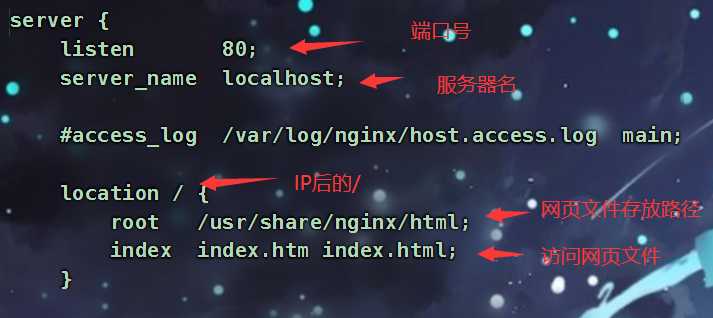 server {
listen 80; 端口号
server_name localhost; 服务器名
#access_log /var/log/nginx/host.access.log main;
location / { IP后的/
root /usr/share/nginx/html; 网页文件存放路径
index index.htm index.html; 访问网页文件
}